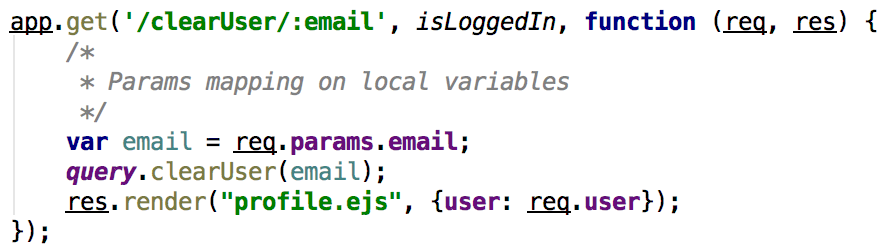 app.get('/clearUser/:email', isLoggedIn, function (req, res) {
    /*
     * Params mapping on local variables
     */
    var email = req.params.email;
    query.clearUser(email);
    res.render("profile.ejs", {user: req.user});
});